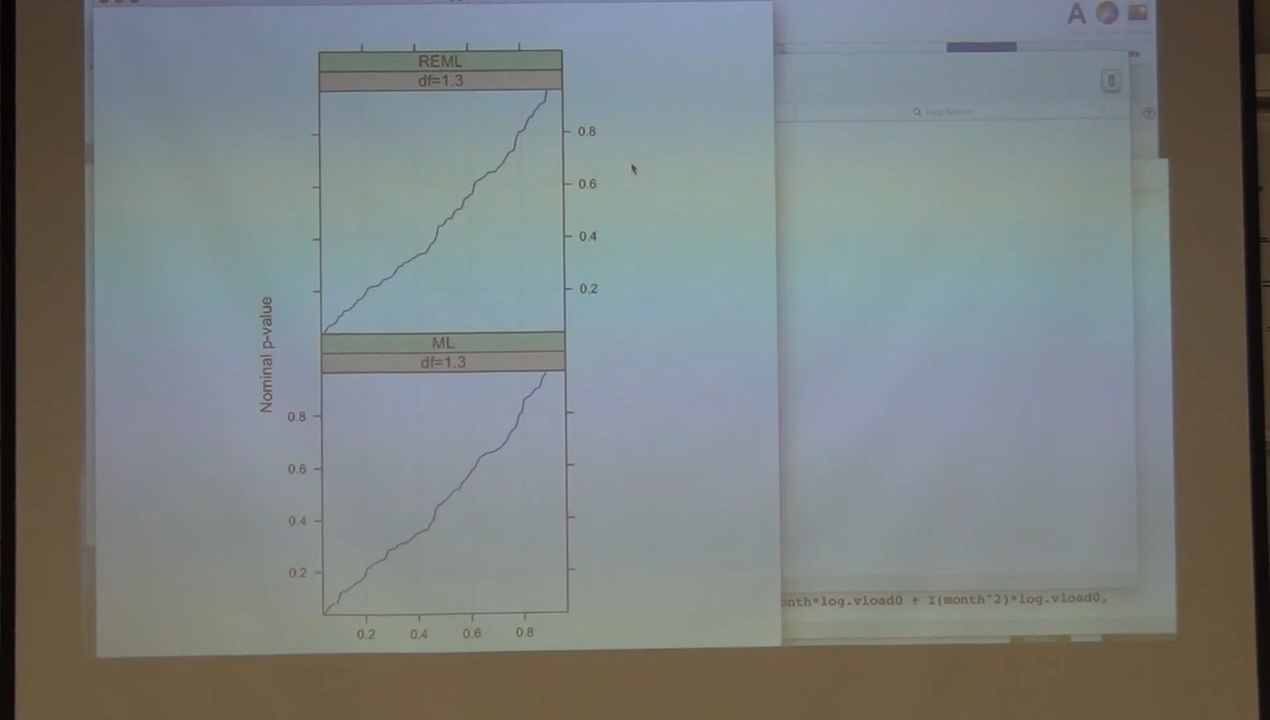 A
REML
df=1.3
0.8
0.6
0.4
0.2
ML
df=1.3
Nominal p-value
0.8
0.6
0.4
0.2
0.2 0.4 0.6 0.8
onth*log.vload0 + I(month^2)*log.vload0,